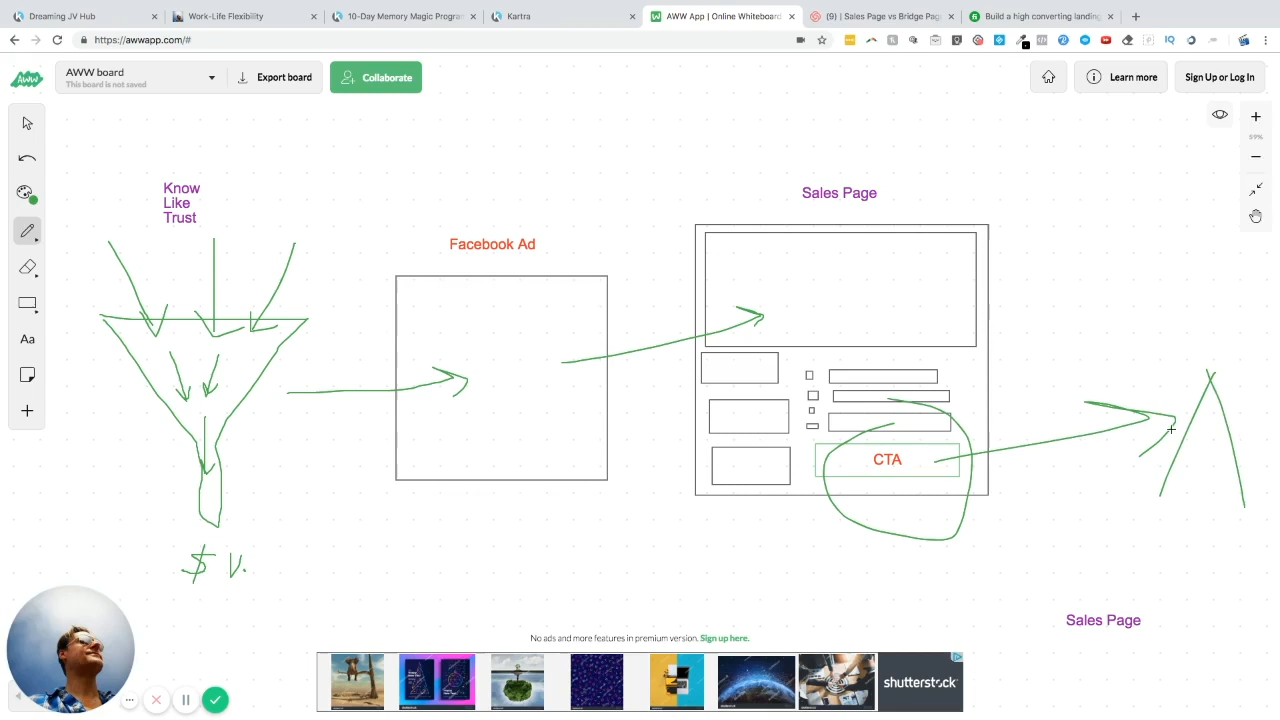 Dreaming JV Hub
Work-Life Flexibility
10-Day Memory Magic Program
Kartra
AWW App | Online Whiteboard
(9) | Sales Page vs Bridge Pag
Build a high converting landing
https://awwapp.com/#
AWW
AWW board
This board is not saved
Export board
Collaborate
Learn more
Sign Up or Log In
59%
Aa
Know
Like
Trust
Facebook Ad
Sales Page
CTA
$ V.
Sales Page
No ads and more features in premium version. Sign up here.
shutterstock